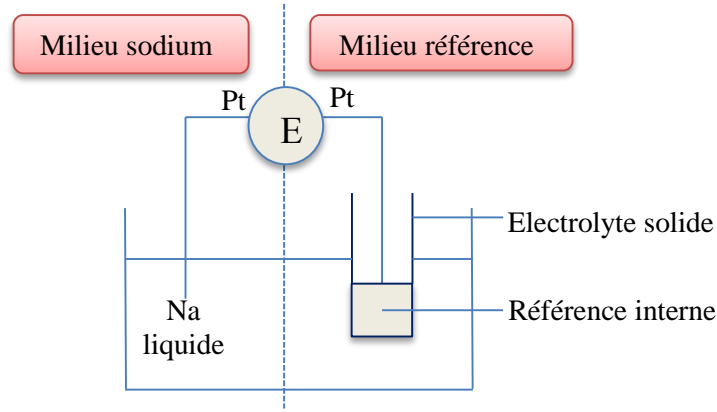 Milieu sodium
Milieu référence
Pt
Pt
E
Electrolyte solide
Na
liquide
Référence interne